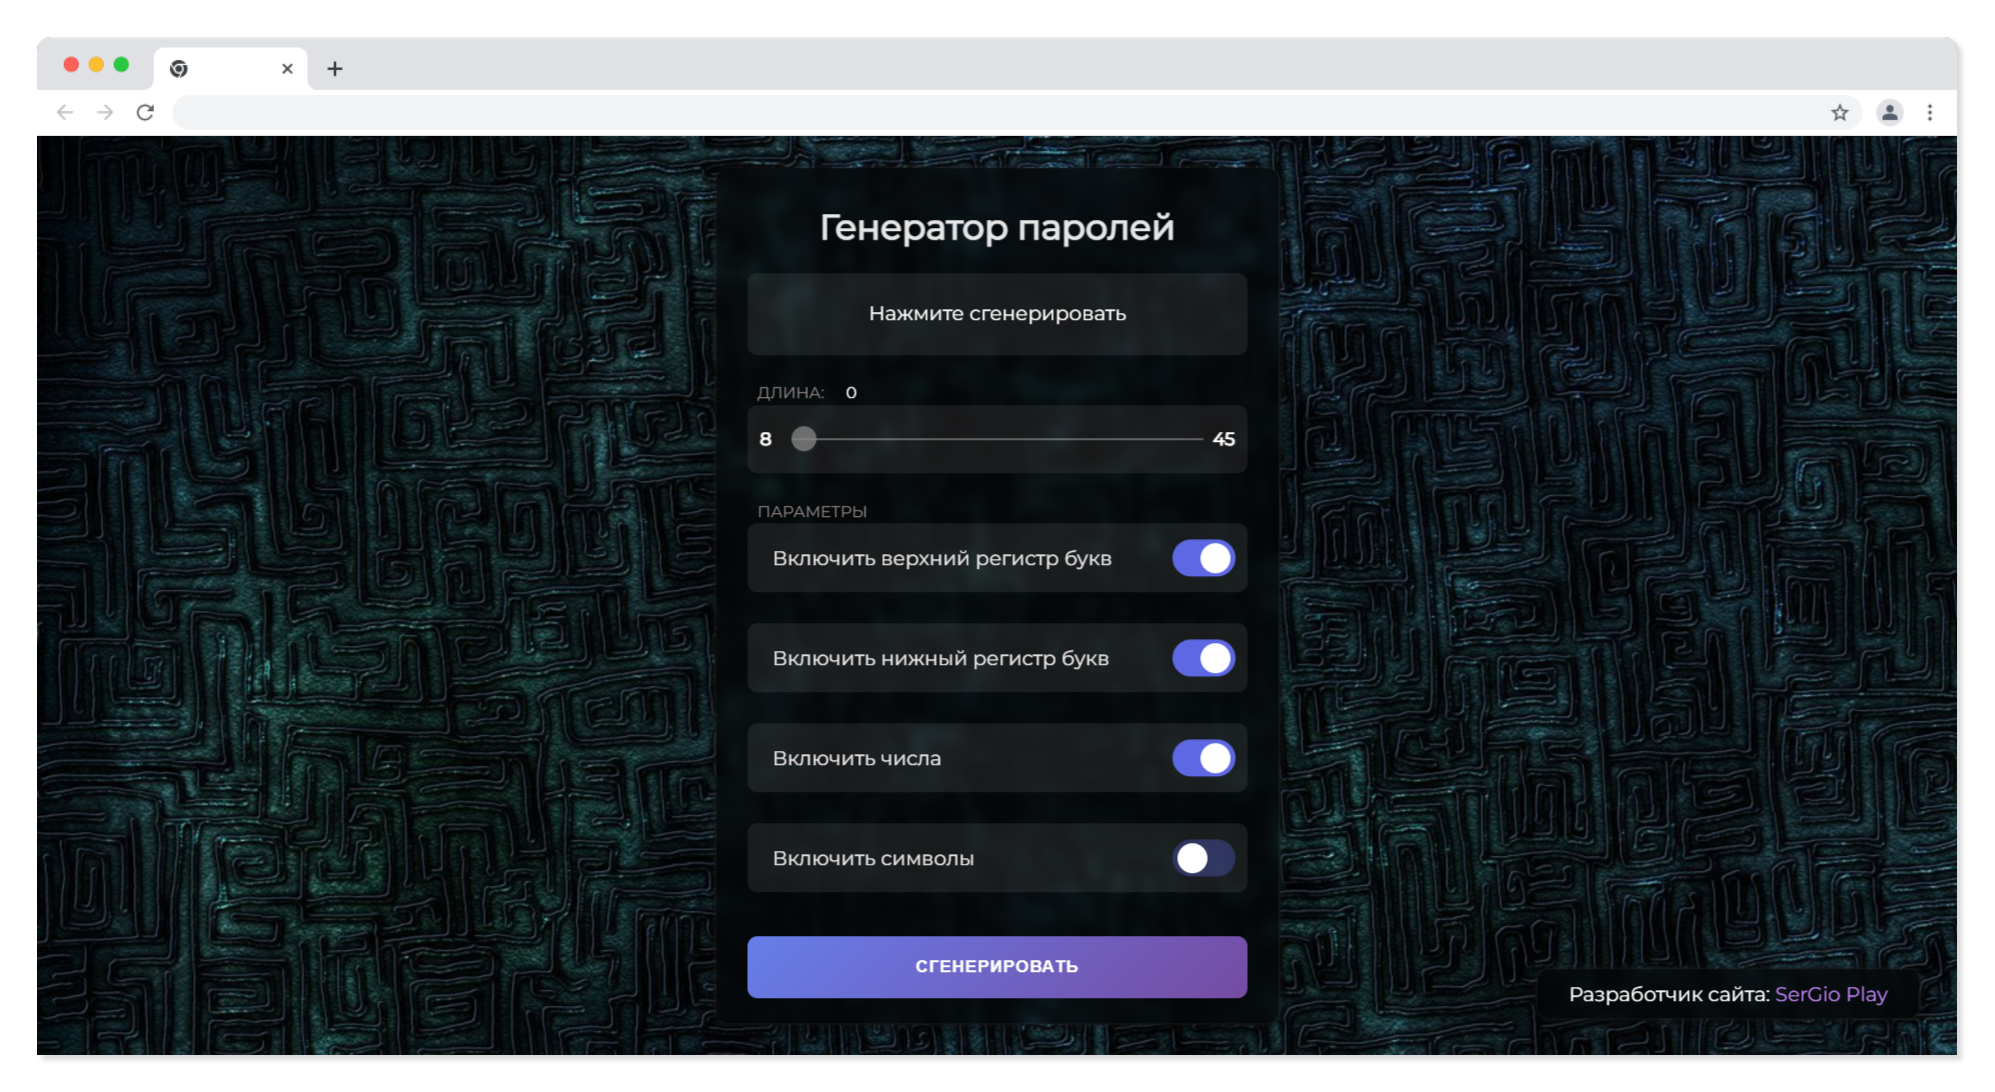 Генератор паролей
Нажмите сгенерировать
ДЛИНА: 0
8 45
ПАРАМЕТРЫ
Включить верхний регистр букв
Включить нижный регистр букв
Включить числа
Включить символы
СГЕНЕРИРОВАТЬ
Разработчик сайта: SerGio Play